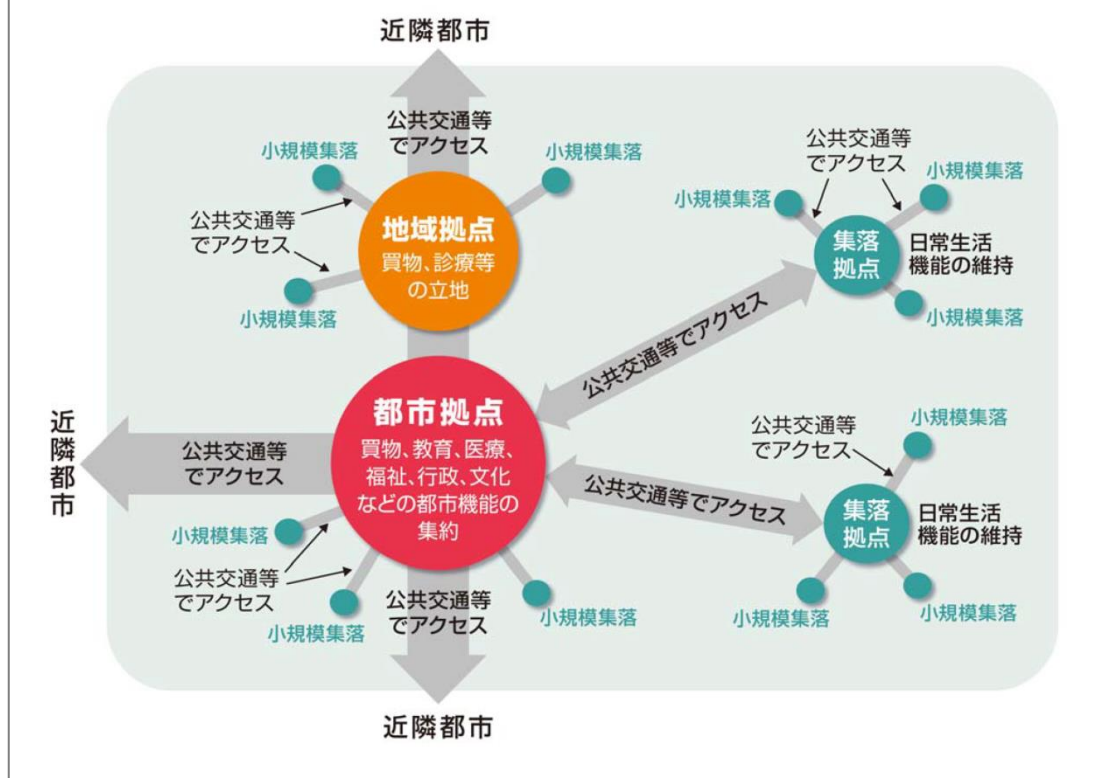 近隣都市
公共交通等
でアクセス
小規模集落
小規模集落
公共交通等
でアクセス
地域拠点
買物、診療等
の立地
小規模集落
公共交通等
でアクセス
小規模集落
小規模集落
集落
拠点
日常生活
機能の維持
小規模集落
公共交通等でアクセス
近隣都市
公共交通等
でアクセス
都市拠点
買物、教育、医療、
福祉、行政、文化
などの都市機能の
集約
公共交通等でアクセス
公共交通等
でアクセス
小規模集落
集落
拠点
日常生活
機能の維持
小規模集落
小規模集落
小規模集落
公共交通等
でアクセス
小規模集落
公共交通等
でアクセス
小規模集落
近隣都市